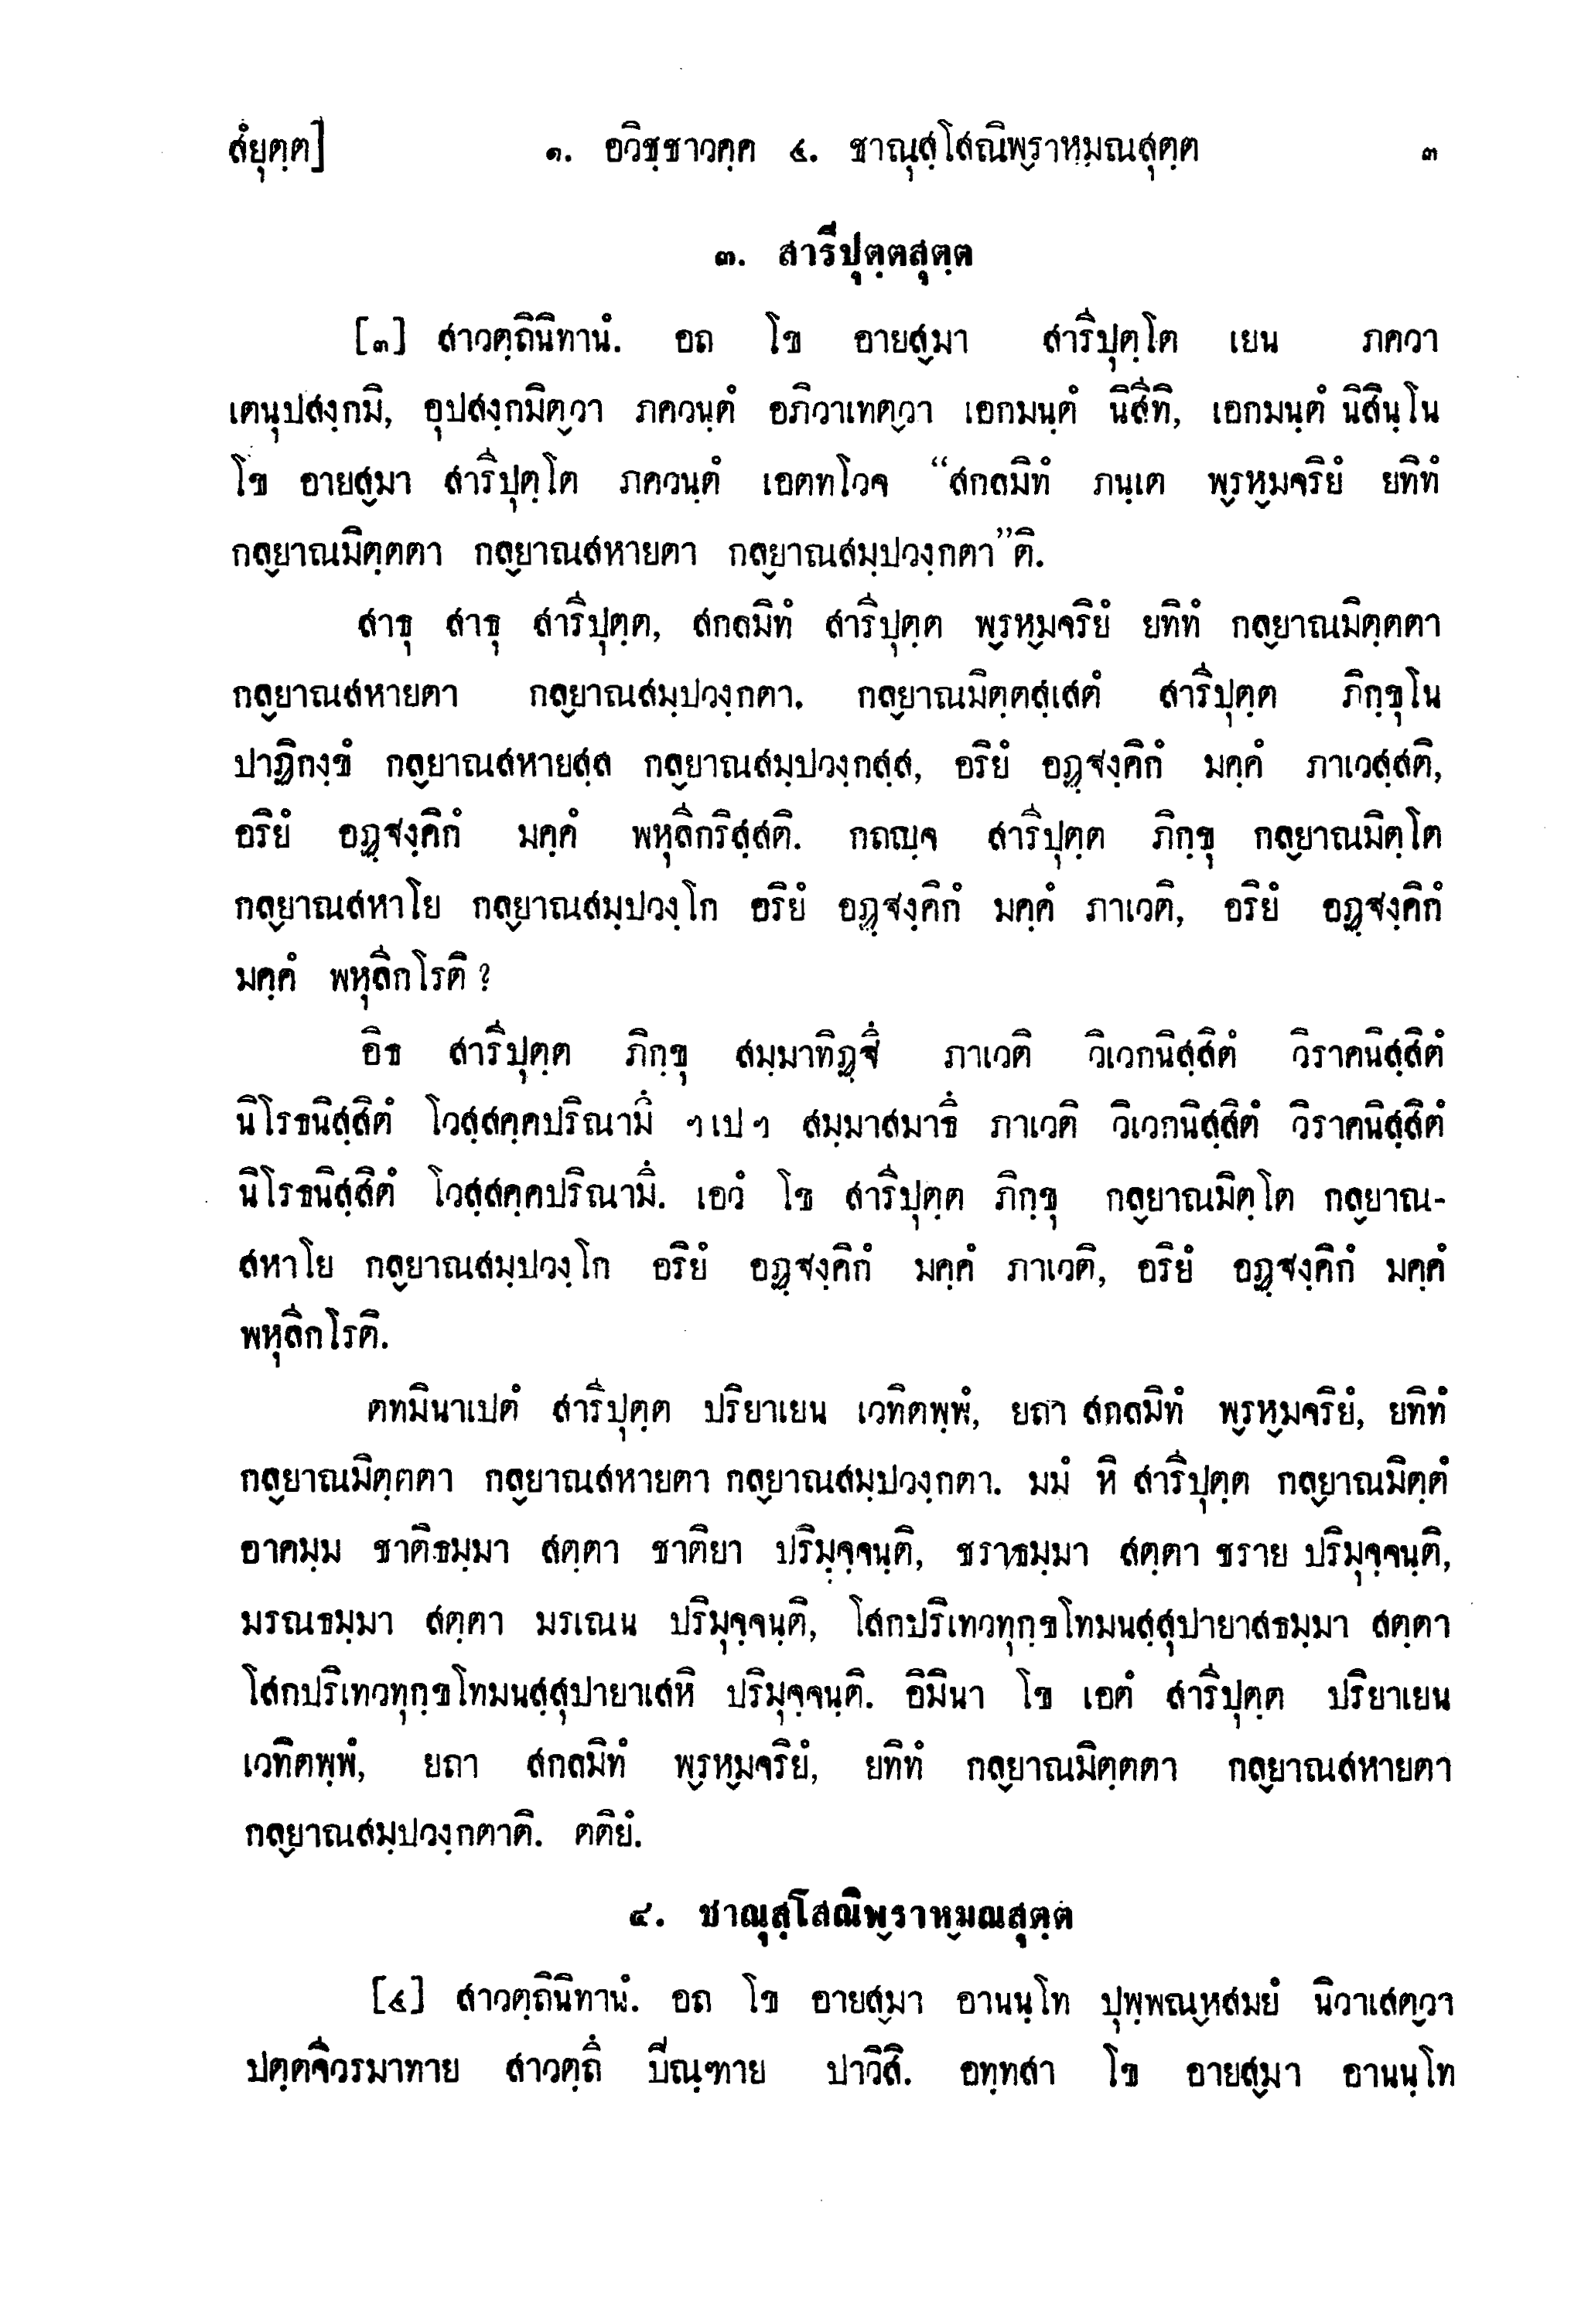 สํยุตฺต]	๑. อวิชฺชาวคฺค ๔. ชาณุสฺโสณิพฺราหฺมณสุตฺต	๓
๓. สารีปุตฺตสุตฺต
[๓] สาวตฺถินิทานํ. อถ โข อายสฺมา สารีปุตฺโต เยน ภควา
เตนุปสงฺกมิ, อุปสงฺกมิตฺวา ภควนฺตํ อภิวาเทตฺวา เอกมนฺตํ นิสีทิ, เอกมนฺตํ นิสินฺโน
โข อายสฺมา สารีปุตฺโต ภควนฺตํ เอตทโวจ “สกลมิทํ ภนฺเต พฺรหฺมจริยํ ยทิทํ
กลฺยาณมิตฺตตา กลฺยาณสหายตา กลฺยาณสมฺปวงฺกตา”ติ.
สาธุ สาธุ สารีปุตฺต, สกลมิทํ สารีปุตฺต พฺรหฺมจริยํ ยทิทํ กลฺยาณมิตฺตตา
กลฺยาณสหายตา กลฺยาณสมฺปวงฺกตา. กลฺยาณมิตฺตสฺเสตํ สารีปุตฺต ภิกฺขุโน
ปาฏิกงฺขํ กลฺยาณสหายสฺส กลฺยาณสมฺปวงฺกสฺส, อริยํ อฏฺฐงฺคิกํ มคฺคํ ภาเวสฺสติ,
อริยํ อฏฺฐงฺคิกํ มคฺคํ พหุลีกริสฺสติ. กถญฺจ สารีปุตฺต ภิกฺขุ กลฺยาณมิตฺโต
กลฺยาณสหาโย กลฺยาณสมฺปวงฺโก อริยํ อฏฺฐงฺคิกํ มคฺคํ ภาเวติ, อริยํ อฏฺฐงฺคิกํ
มคฺคํ พหุลีกโรติ ?
อิธ สารีปุตฺต ภิกฺขุ สมฺมาทิฏฺฐึ ภาเวติ วิเวกนิสฺสิตํ วิราคนิสฺสิตํ
นิโรธนิสฺสิตํ โวสฺสคฺคปริณามึ ฯเปฯ สมฺมาสมาธึ ภาเวติ วิเวกนิสฺสิตํ วิราคนิสฺสิตํ
นิโรธนิสฺสิตํ โวสฺสคฺคปริณามึ. เอวํ โข สารีปุตฺต ภิกฺขุ กลฺยาณมิตฺโต กลฺยาณ-
สหาโย กลฺยาณสมฺปวงฺโก อริยํ อฏฺฐงฺคิกํ มคฺคํ ภาเวติ, อริยํ อฏฺฐงฺคิกํ มคฺคํ
พหุลีกโรติ.
ตทมินาเปตํ สารีปุตฺต ปริยาเยน เวทิตพฺพํ, ยถา สกลมิทํ พฺรหฺมจริยํ, ยทิทํ
กลฺยาณมิตฺตตา กลฺยาณสหายตา กลฺยาณสมฺปวงฺกตา. มมํ หิ สารีปุตฺต กลฺยาณมิตฺตํ
อาคมฺม ชาติธมฺมา สตฺตา ชาติยา ปริมุจฺจนฺติ, ชราธมฺมา สตฺตา ชราย ปริมุจฺจนฺติ,
มรณธมฺมา สตฺตา มรเณน ปริมุจฺจนฺติ, โสกปริเทวทุกฺขโทมนสฺสุปายาสธมฺมา สตฺตา
โสกปริเทวทุกฺขโทมนสฺสุปายาเสหิ ปริมุจฺจนฺติ. อิมินา โข เอตํ สารีปุตฺต ปริยาเยน
เวทิตพฺพํ, ยถา สกลมิทํ พฺรหฺมจริยํ, ยทิทํ กลฺยาณมิตฺตตา กลฺยาณสหายตา
กลฺยาณสมฺปวงฺกตาติ. ตติยํ.
๔. ชาณุสฺโสณิพฺราหฺมณสุตฺต
[๔] สาวตฺถินิทานํ. อถ โข อายสฺมา อานนฺโท ปุพฺพณฺหสมยํ นิวาเสตฺวา
ปตฺตจีวรมาทาย สาวตฺถึ ปิณฺฑาย ปาวิสิ. อทฺทสา โข อายสฺมา อานนฺโท